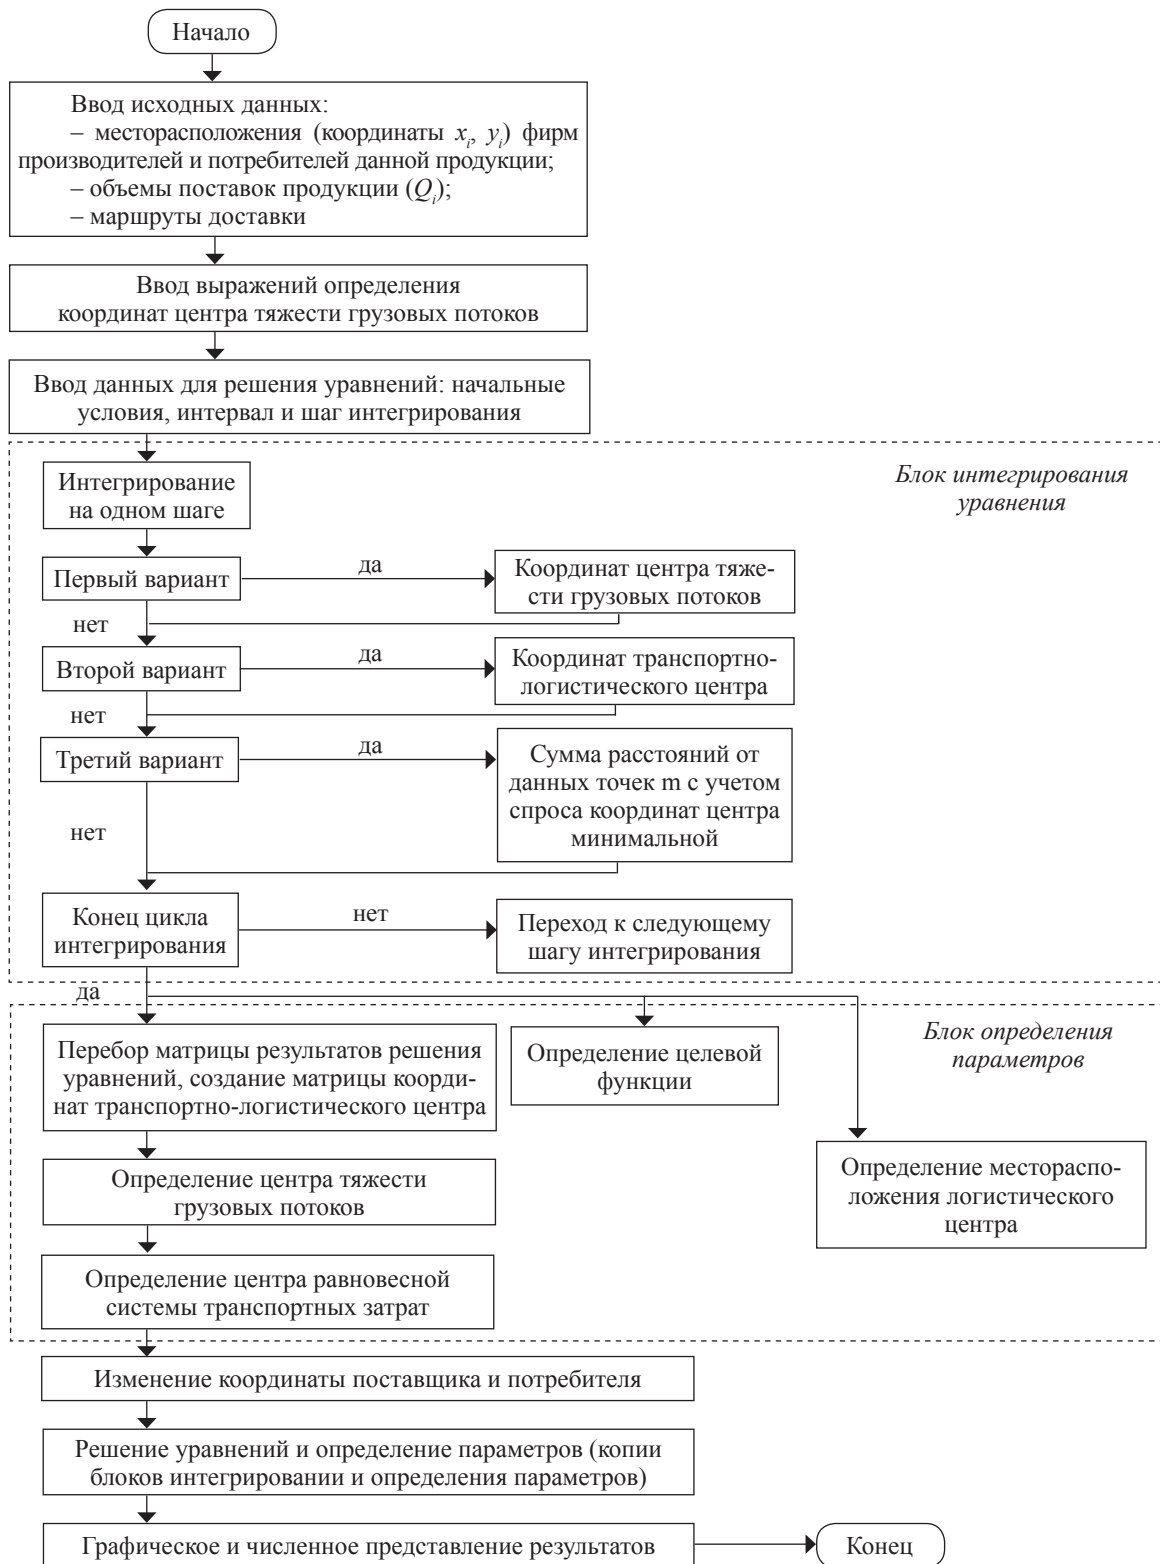 Начало
Ввод исходных данных:
– месторасположения (координаты xᵢ, yᵢ) фирм
производителей и потребителей данной продукции;
– объемы поставок продукции (Qᵢ);
– маршруты доставки
Ввод выражений определения
координат центра тяжести грузовых потоков
Ввод данных для решения уравнений: начальные
условия, интервал и шаг интегрирования
Блок интегрирования
уравнения
Интегрирование
на одном шаге
Первый вариант
да
Координат центра тяже-
сти грузовых потоков
нет
Второй вариант
да
Координат транспортно-
логистического центра
нет
Третий вариант
да
Сумма расстояний от
данных точек m с учетом
спроса координат центра
минимальной
нет
Конец цикла
интегрирования
нет
Переход к следующему
шагу интегрирования
да
Блок определения
параметров
Перебор матрицы результатов решения
уравнений, создание матрицы коорди-
нат транспортно-логистического центра
Определение целевой
функции
Определение местораспо-
ложения логистического
центра
Определение центра тяжести
грузовых потоков
Определение центра равновесной
системы транспортных затрат
Изменение координаты поставщика и потребителя
Решение уравнений и определение параметров (копии
блоков интегрировании и определения параметров)
Графическое и численное представление результатов
Конец